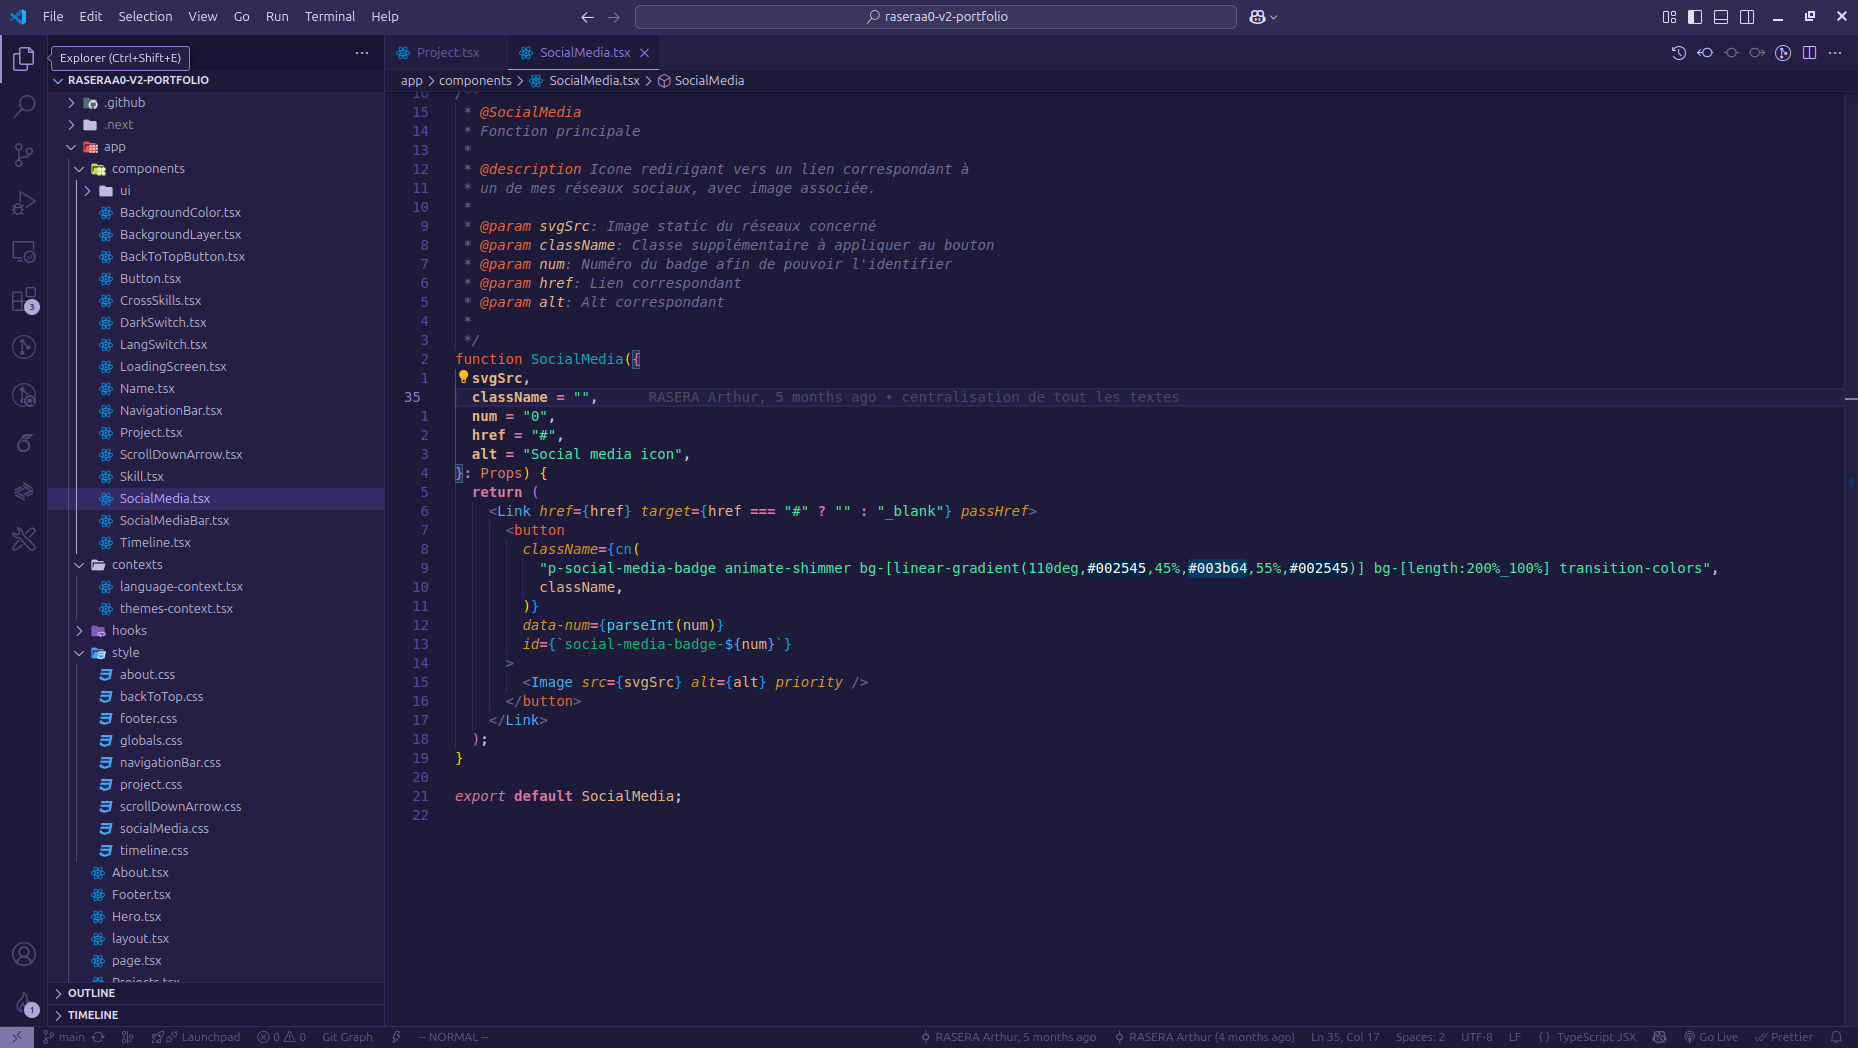 File Edit Selection View Go Run Terminal Help
raseraa0-v2-portfolio
Explorer (Ctrl+Shift+E)
RASERAA0-V2-PORTFOLIO
.github
.next
app
components
ui
BackgroundColor.tsx
BackgroundLayer.tsx
BackToTopButton.tsx
Button.tsx
CrossSkills.tsx
DarkSwitch.tsx
LangSwitch.tsx
LoadingScreen.tsx
Name.tsx
NavigationBar.tsx
Project.tsx
ScrollDownArrow.tsx
Skill.tsx
SocialMedia.tsx
SocialMediaBar.tsx
Timeline.tsx
contexts
language-context.tsx
themes-context.tsx
hooks
style
about.css
backToTop.css
footer.css
globals.css
navigationBar.css
project.css
scrollDownArrow.css
socialMedia.css
timeline.css
About.tsx
Footer.tsx
Hero.tsx
layout.tsx
page.tsx
Projects.tsx
OUTLINE
TIMELINE
3
1
Project.tsx SocialMedia.tsx
app > components > SocialMedia.tsx > SocialMedia
16 /**
15 * @SocialMedia
14 * Fonction principale
13 *
12 * @description Icone redirigant vers un lien correspondant à
11 * un de mes réseaux sociaux, avec image associée.
10 *
9 * @param svgSrc: Image static du réseaux concerné
8 * @param className: Classe supplémentaire à appliquer au bouton
7 * @param num: Numéro du badge afin de pouvoir l'identifier
6 * @param href: Lien correspondant
5 * @param alt: Alt correspondant
4 *
3 */
2 function SocialMedia({
1 svgSrc,
35 className = "", RASERA Arthur, 5 months ago • centralisation de tout les textes
1 num = "0",
2 href = "#",
3 alt = "Social media icon",
4 }: Props) {
5 return (
6 <Link href={href} target={href === "#" ? "" : "_blank"} passHref>
7 <button
8 className={cn(
9 "p-social-media-badge animate-shimmer bg-[linear-gradient(110deg,#002545,45%,#003b64,55%,#002545)] bg-[length:200%_100%] transition-colors",
10 className,
11 )}
12 data-num={parseInt(num)}
13 id={`social-media-badge-${num}`}
14 >
15 <Image src={svgSrc} alt={alt} priority />
16 </button>
17 </Link>
18 );
19 }
20
21 export default SocialMedia;
22
main Launchpad 0 0 Git Graph -- NORMAL -- RASERA Arthur, 5 months ago RASERA Arthur (4 months ago) Ln 35, Col 17 Spaces: 2 UTF-8 LF {} TypeScript JSX Go Live Prettier